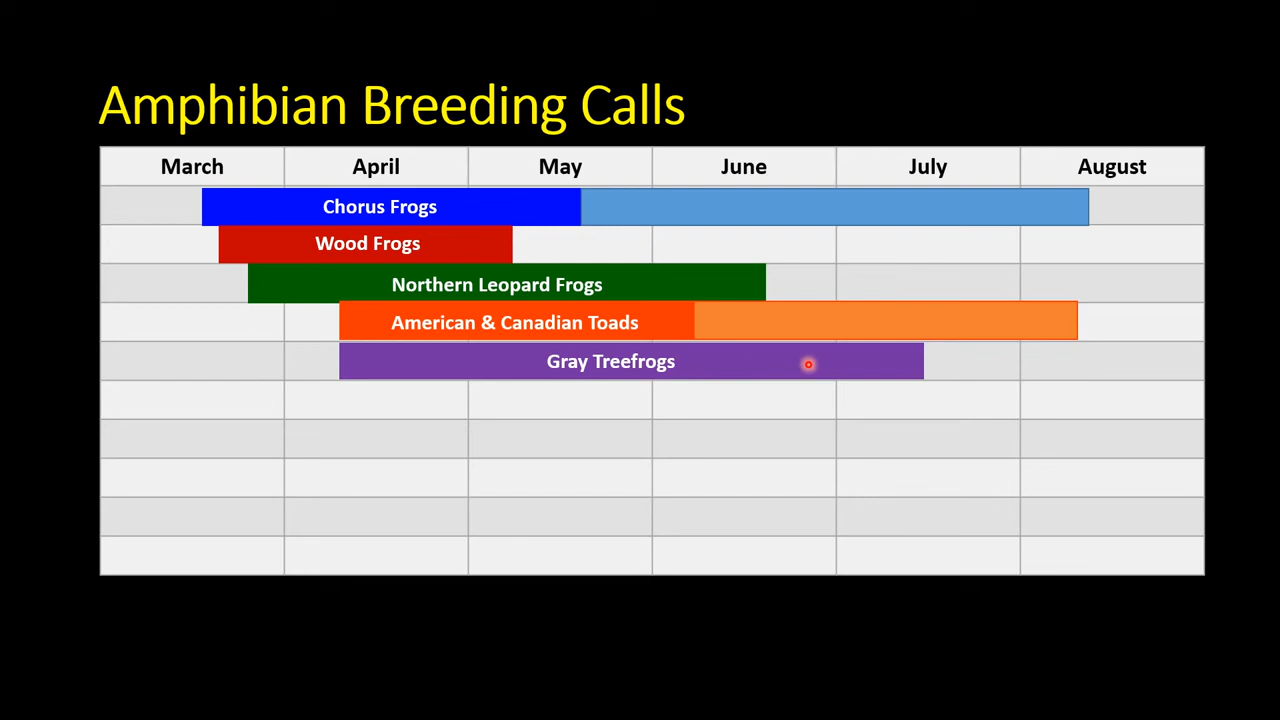 Amphibian Breeding Calls
March April May June July August
Chorus Frogs
Wood Frogs
Northern Leopard Frogs
American & Canadian Toads
Gray Treefrogs